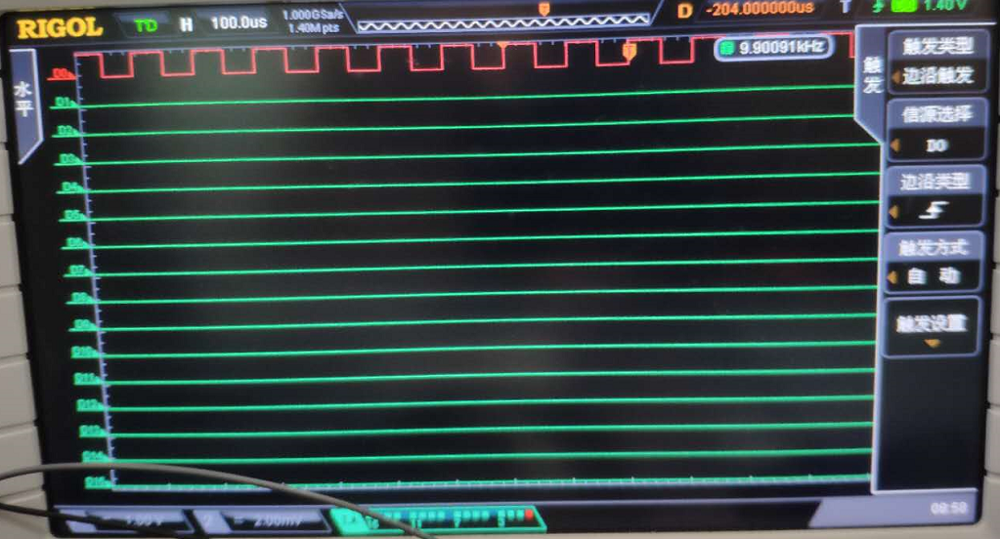 RIGOL TD H 100.0us 1.000GSa/s 1.40Mpts D -204.000000us T 1.40V
水平
9.90091kHz
触发
触发类型
边沿触发
信源选择
D0
边沿类型
触发方式
自 动
触发设置
D0
D1
D2
D3
D4
D5
D6
D7
D8
D9
D10
D11
D12
D13
D14
D15
1.00V 2 = 2.00mV
08:50